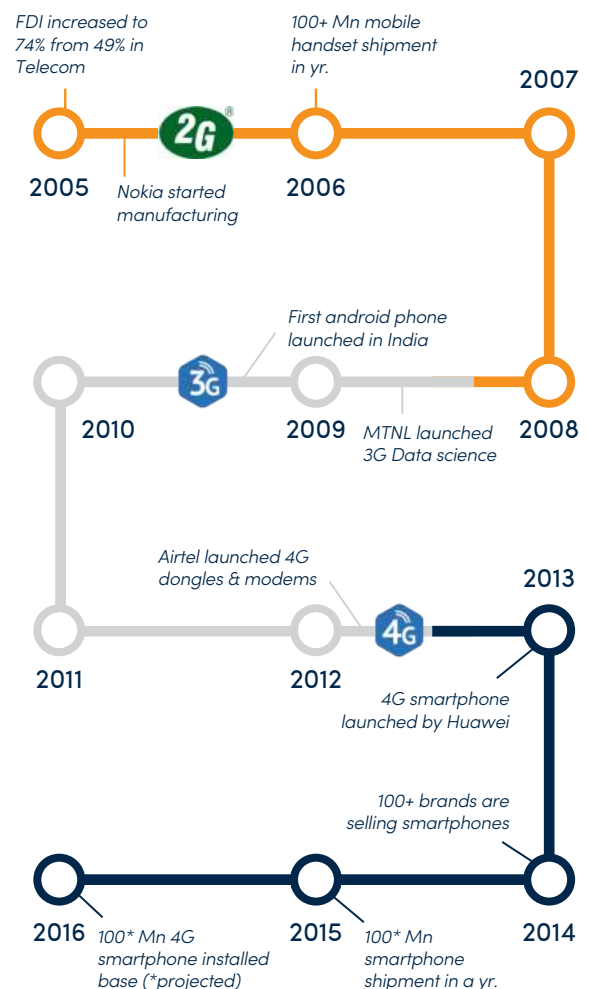 FDI increased to
74% from 49% in
Telecom
100+ Mn mobile
handset shipment
in yr.
2007
2G
®
2005
Nokia started
manufacturing
2006
First android phone
launched in India
3G
2010
2009
MTNL launched
3G Data science
2008
Airtel launched 4G
dongles & modems
2013
4G
2011
2012
4G smartphone
launched by Huawei
100+ brands are
selling smartphones
2016
100* Mn 4G
smartphone installed
base (*projected)
2015
100* Mn
smartphone
shipment in a yr.
2014